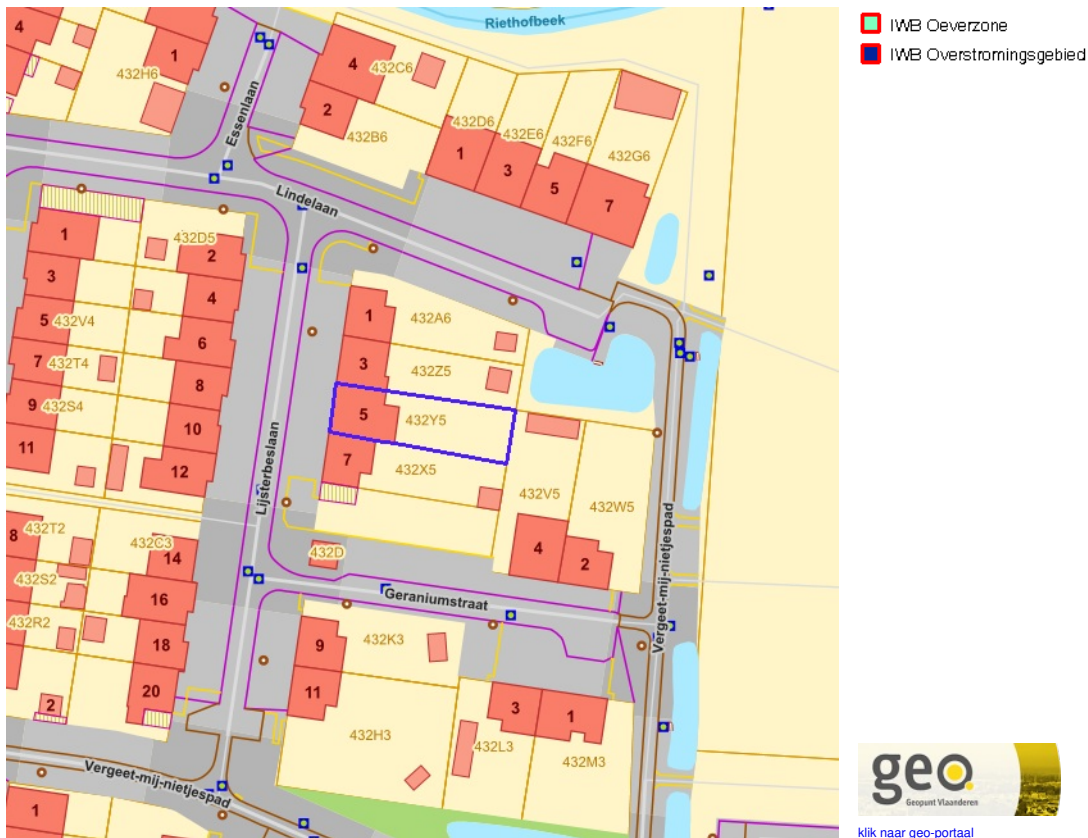 Riethofbeek
4
1
432H6
4
432C6
2
432B6
Essenlaan
432D6
432E6
432F6
432G6
1
3
5
7
Lindelaan
1
432D5
2
3
4
5
432V4
6
7
432T4
8
9
432S4
10
11
12
1
432A6
3
432Z5
5
432Y5
7
432X5
Lijsterbeslaan
432V5
432W5
4
2
Vergeet-mij-nietjespad
8
432T2
432C3
14
432S2
16
432R2
18
20
2
432D
Geraniumstraat
9
432K3
11
432H3
3
1
432L3
432M3
Vergeet-mij-nietjespad
1
IWB Oeverzone
IWB Overstromingsgebied
geo
Geopunt Vlaanderen
klik naar geo-portaal